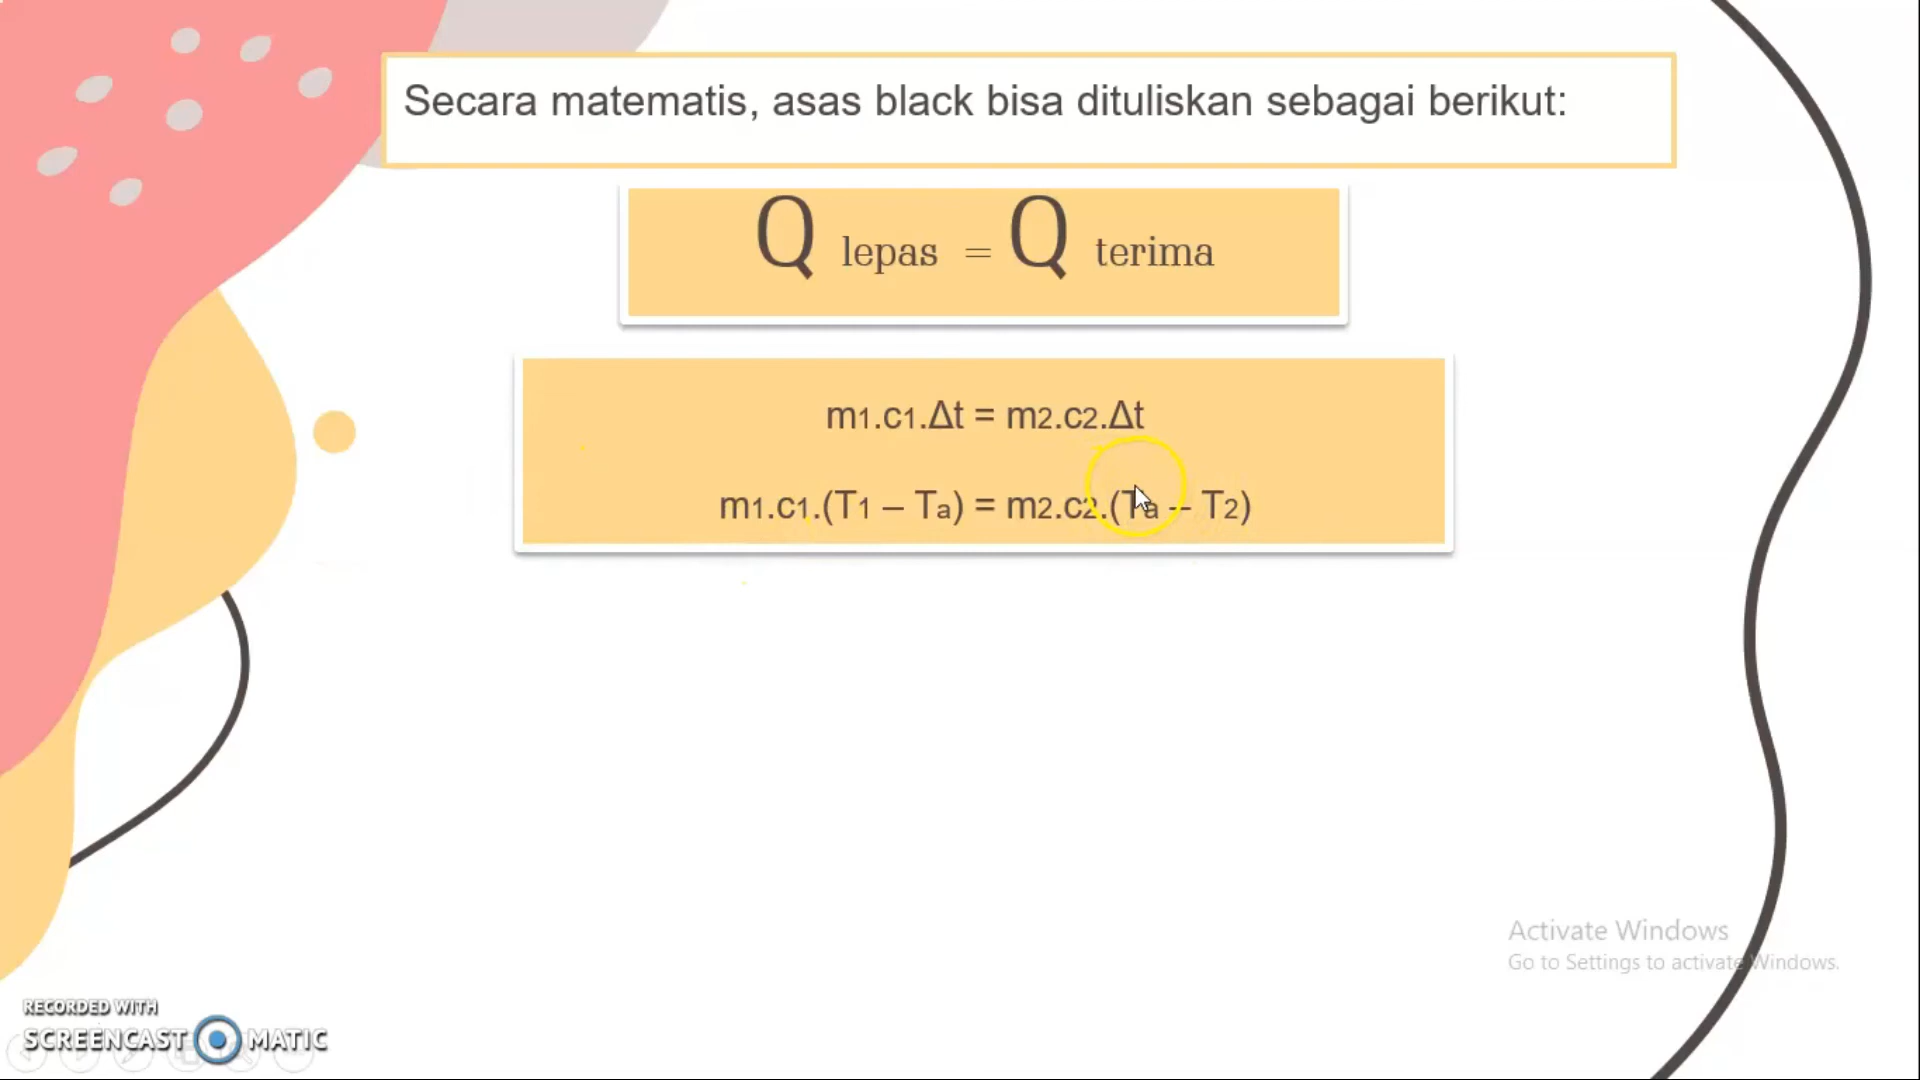 Secara matematis, asas black bisa dituliskan sebagai berikut:
Q lepas = Q terima
m1.c1.Δt = m2.c2.Δt
m1.c1.(T1 – Ta) = m2.c2.(Ta – T2)
Activate Windows
Go to Settings to activate Windows.
RECORDED WITH
SCREENCAST MATIC